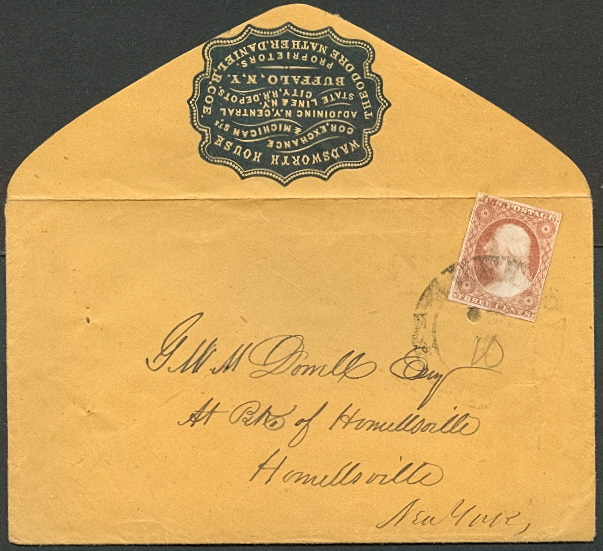 WADSWORTH HOUSE
COR. EXCHANGE
& MICHIGAN STS
ADJOINING N.Y. CENTRAL
STATE LINE & N.Y.
CITY, R.R. DEPOTS,
BUFFALO, N.Y.
PROPRIETORS.
THEODORE MATHER. DANIEL R. COE
U.S. POSTAGE
THREE CENTS
10
G W McDowell Esq
At Bk of Hornellsville
Hornellsville
New York,